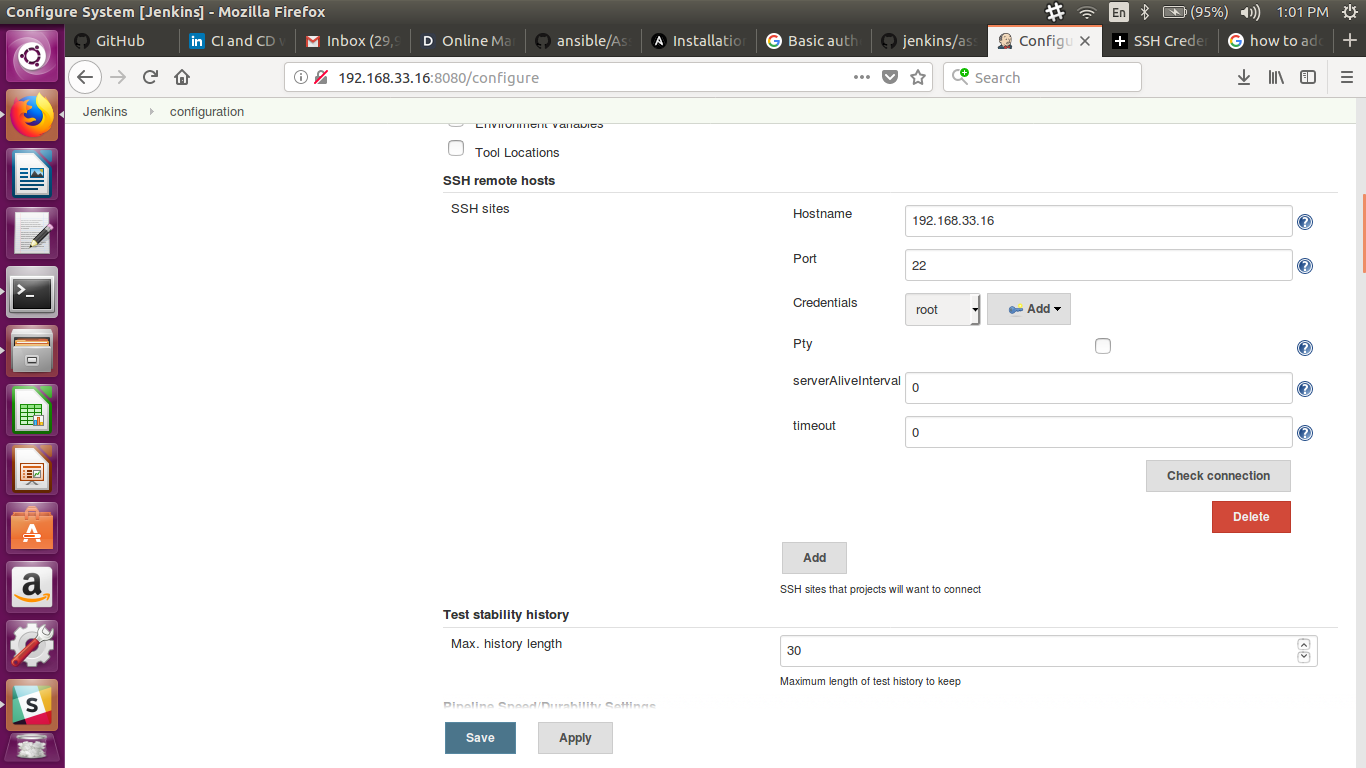 Configure System [Jenkins] - Mozilla Firefox
En
(95%)
1:01 PM
GitHub
CI and CD w
Inbox (29,9
Online Ma
ansible/As
Installatio
Basic auth
jenkins/as
Configu
SSH Crede
how to add
192.168.33.16:8080/configure
Search
Jenkins
configuration
Environment variables
Tool Locations
SSH remote hosts
SSH sites
Hostname
192.168.33.16
Port
22
Credentials
root
Add
Pty
serverAliveInterval
0
timeout
0
Check connection
Delete
Add
SSH sites that projects will want to connect
Test stability history
Max. history length
30
Maximum length of test history to keep
Pipeline Speed/Durability Settings
Save
Apply